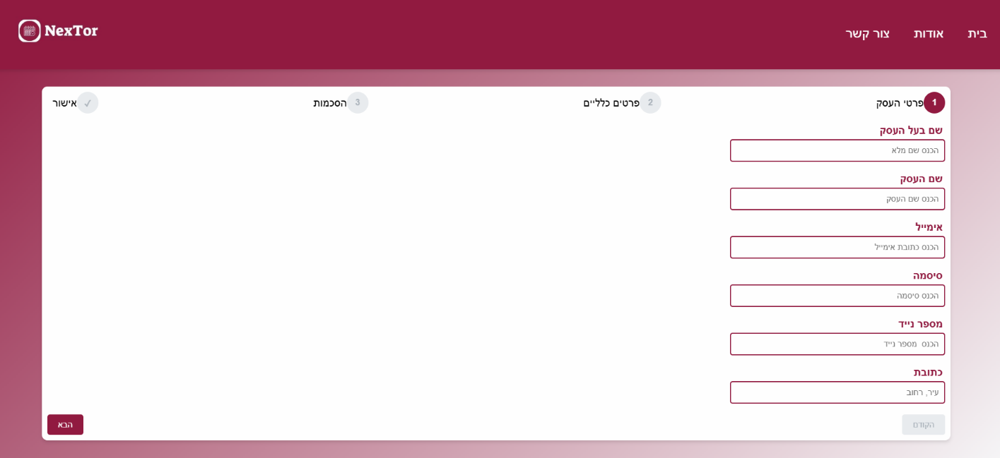 בית אודות צור קשר
NexTor
1 פרטי העסק 2 פרטים כלליים 3 הסכמות ✓ אישור
שם בעל העסק
הכנס שם מלא
שם העסק
הכנס שם העסק
אימייל
הכנס כתובת אימייל
סיסמה
הכנס סיסמה
מספר נייד
הכנס  מספר נייד
כתובת
עיר, רחוב
הקודם הבא